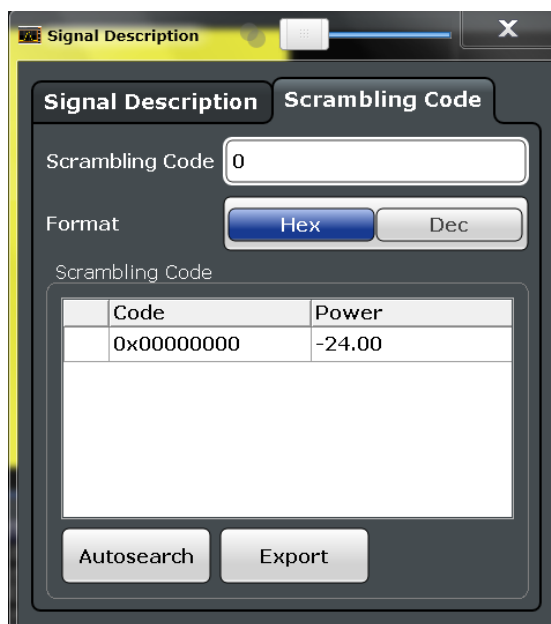 Signal Description
X
Signal Description Scrambling Code
Scrambling Code 0
Format Hex Dec
Scrambling Code
Code Power
0x00000000 -24.00
Autosearch Export